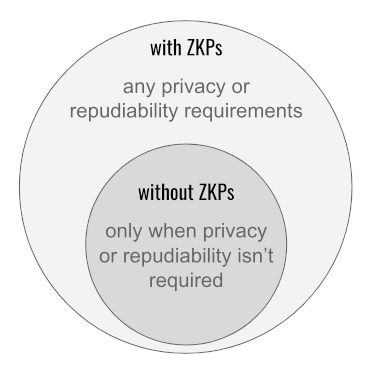 with ZKPs
any privacy or
repudiability requirements
without ZKPs
only when privacy
or repudiability isn't
required